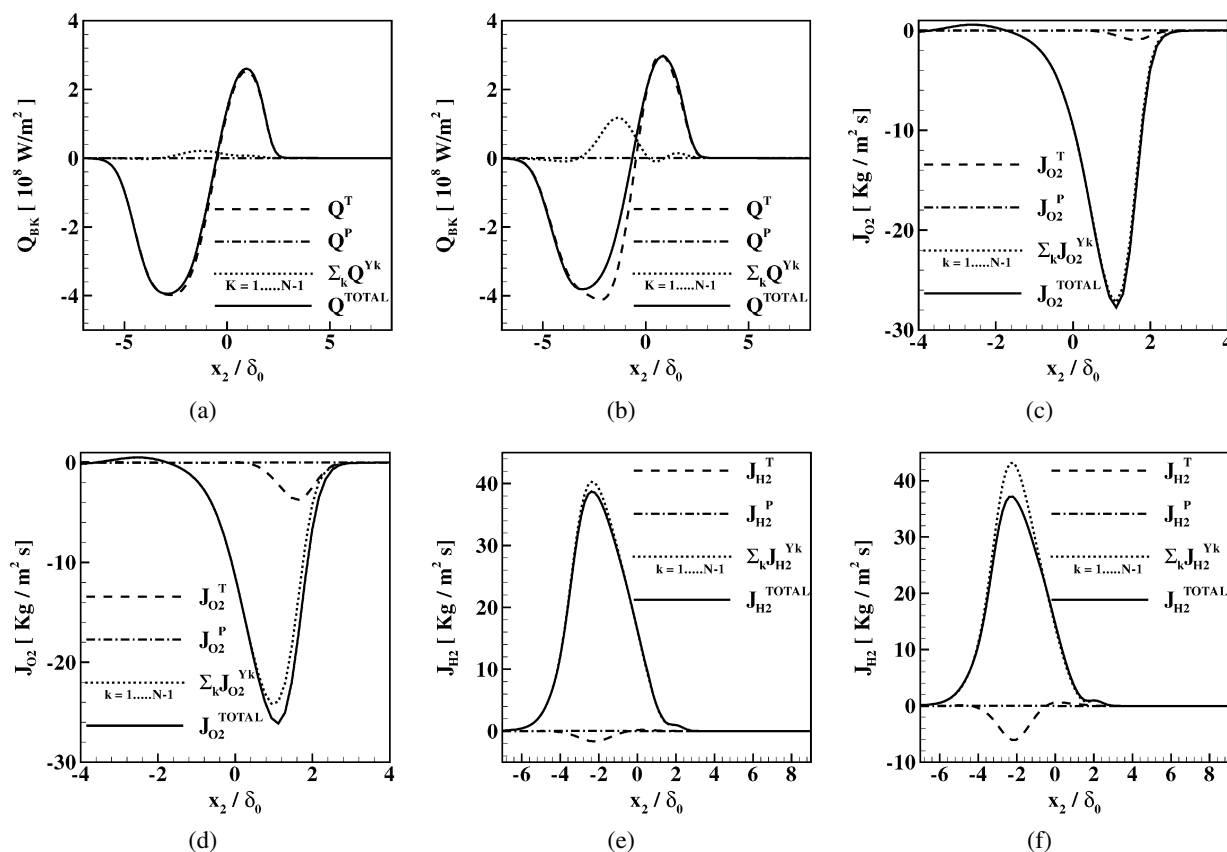 4
2
0
-2
-4
Q_BK [ 10^8 W/m^2 ]
Q^T
Q^P
Σ_k Q^Yk
K = 1.....N-1
Q^TOTAL
-5 0 5
x_2 / δ_0
(a)
4
2
0
-2
-4
Q_BK [ 10^8 W/m^2 ]
Q^T
Q^P
Σ_k Q^Yk
K = 1.....N-1
Q^TOTAL
-5 0 5
x_2 / δ_0
(b)
0
-10
-20
-30
J_O2 [ Kg / m^2 s ]
J_O2^T
J_O2^P
Σ_k J_O2^Yk
k = 1.....N-1
J_O2^TOTAL
-4 -2 0 2 4
x_2 / δ_0
(c)
0
-10
-20
-30
J_O2 [ Kg / m^2 s ]
J_O2^T
J_O2^P
Σ_k J_O2^Yk
k = 1.....N-1
J_O2^TOTAL
-4 -2 0 2 4
x_2 / δ_0
(d)
40
30
20
10
0
J_H2 [ Kg / m^2 s ]
J_H2^T
J_H2^P
Σ_k J_H2^Yk
k = 1.....N-1
J_H2^TOTAL
-6 -4 -2 0 2 4 6 8
x_2 / δ_0
(e)
40
30
20
10
0
-10
J_H2 [ Kg / m^2 s ]
J_H2^T
J_H2^P
Σ_k J_H2^Yk
k = 1.....N-1
J_H2^TOTAL
-6 -4 -2 0 2 4 6 8
x_2 / δ_0
(f)